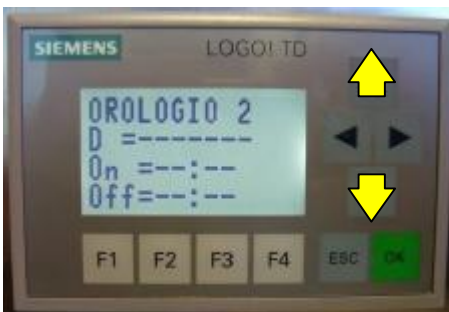 SIEMENS LOGO! TD
OROLOGIO 2
D =-------
On =--:--
Off=--:--
F1 F2 F3 F4 ESC OK